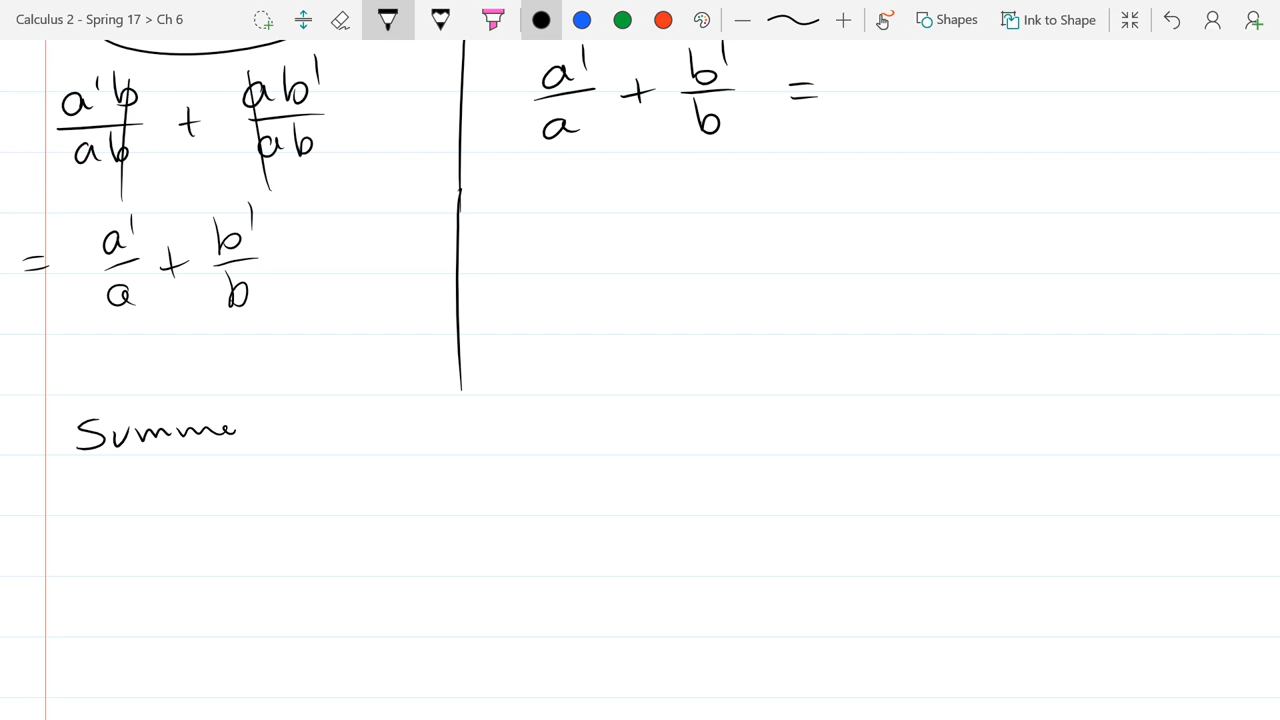 Calculus 2 - Spring 17 > Ch 6
Shapes
Ink to Shape
a'b/ab + ab'/ab
= a'/a + b'/b
a'/a + b'/b =
Summe